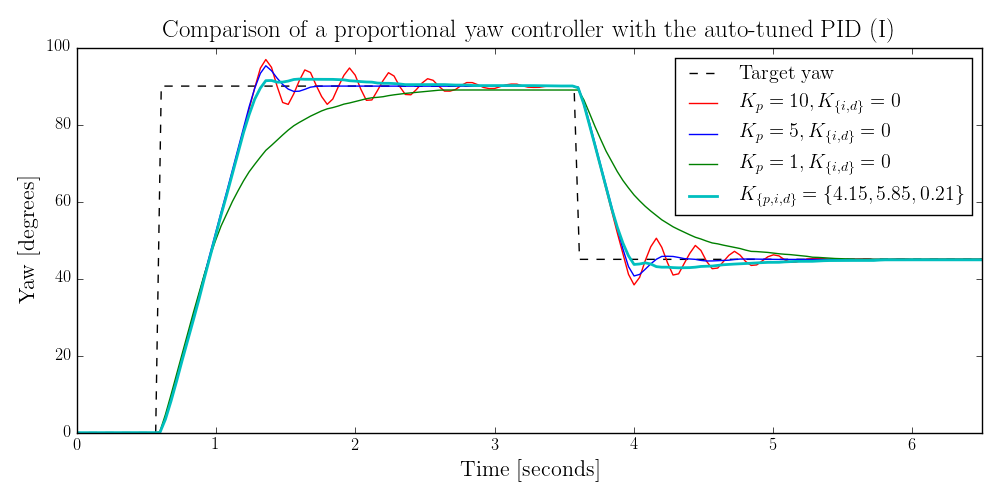 Comparison of a proportional yaw controller with the auto-tuned PID (I)
100
80
60
40
20
0
Yaw [degrees]
Target yaw
K_p = 10, K_{i,d} = 0
K_p = 5, K_{i,d} = 0
K_p = 1, K_{i,d} = 0
K_{p,i,d} = {4.15, 5.85, 0.21}
0 1 2 3 4 5 6
Time [seconds]